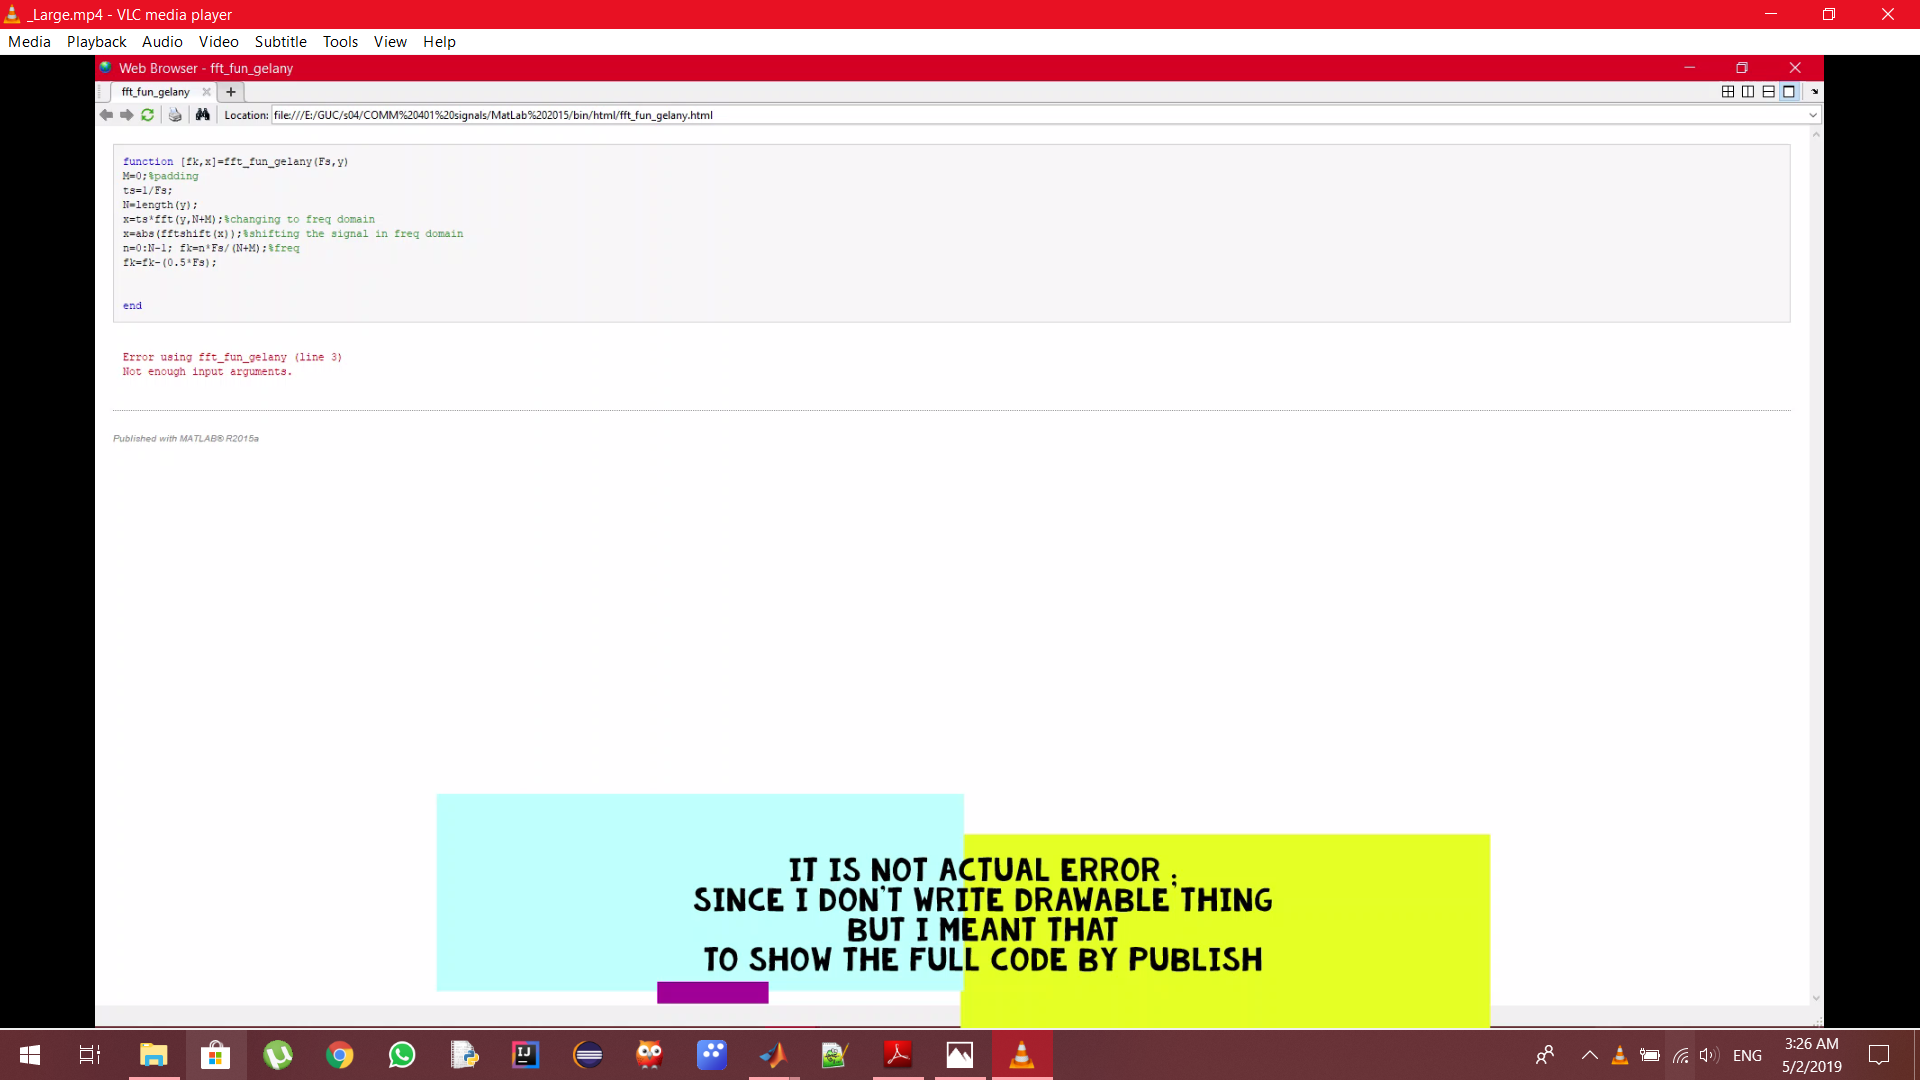 _Large.mp4 - VLC media player
Media Playback Audio Video Subtitle Tools View Help
Web Browser - fft_fun_gelany
fft_fun_gelany
Location: file:///E:/GUC/s04/COMM%20401%20signals/MatLab%202015/bin/html/fft_fun_gelany.html
function [fk,x]=fft_fun_gelany(Fs,y)
M=0;%padding
ts=1/Fs;
N=length(y);
x=ts*fft(y,N+M);%changing to freq domain
x=abs(fftshift(x));%shifting the signal in freq domain
n=0:N-1; fk=n*Fs/(N+M);%freq
fk=fk-(0.5*Fs);
end
Error using fft_fun_gelany (line 3)
Not enough input arguments.
Published with MATLAB® R2015a
IT IS NOT ACTUAL ERROR ;
SINCE I DON'T WRITE DRAWABLE THING
BUT I MEANT THAT
TO SHOW THE FULL CODE BY PUBLISH
IJ
ENG
3:26 AM
5/2/2019